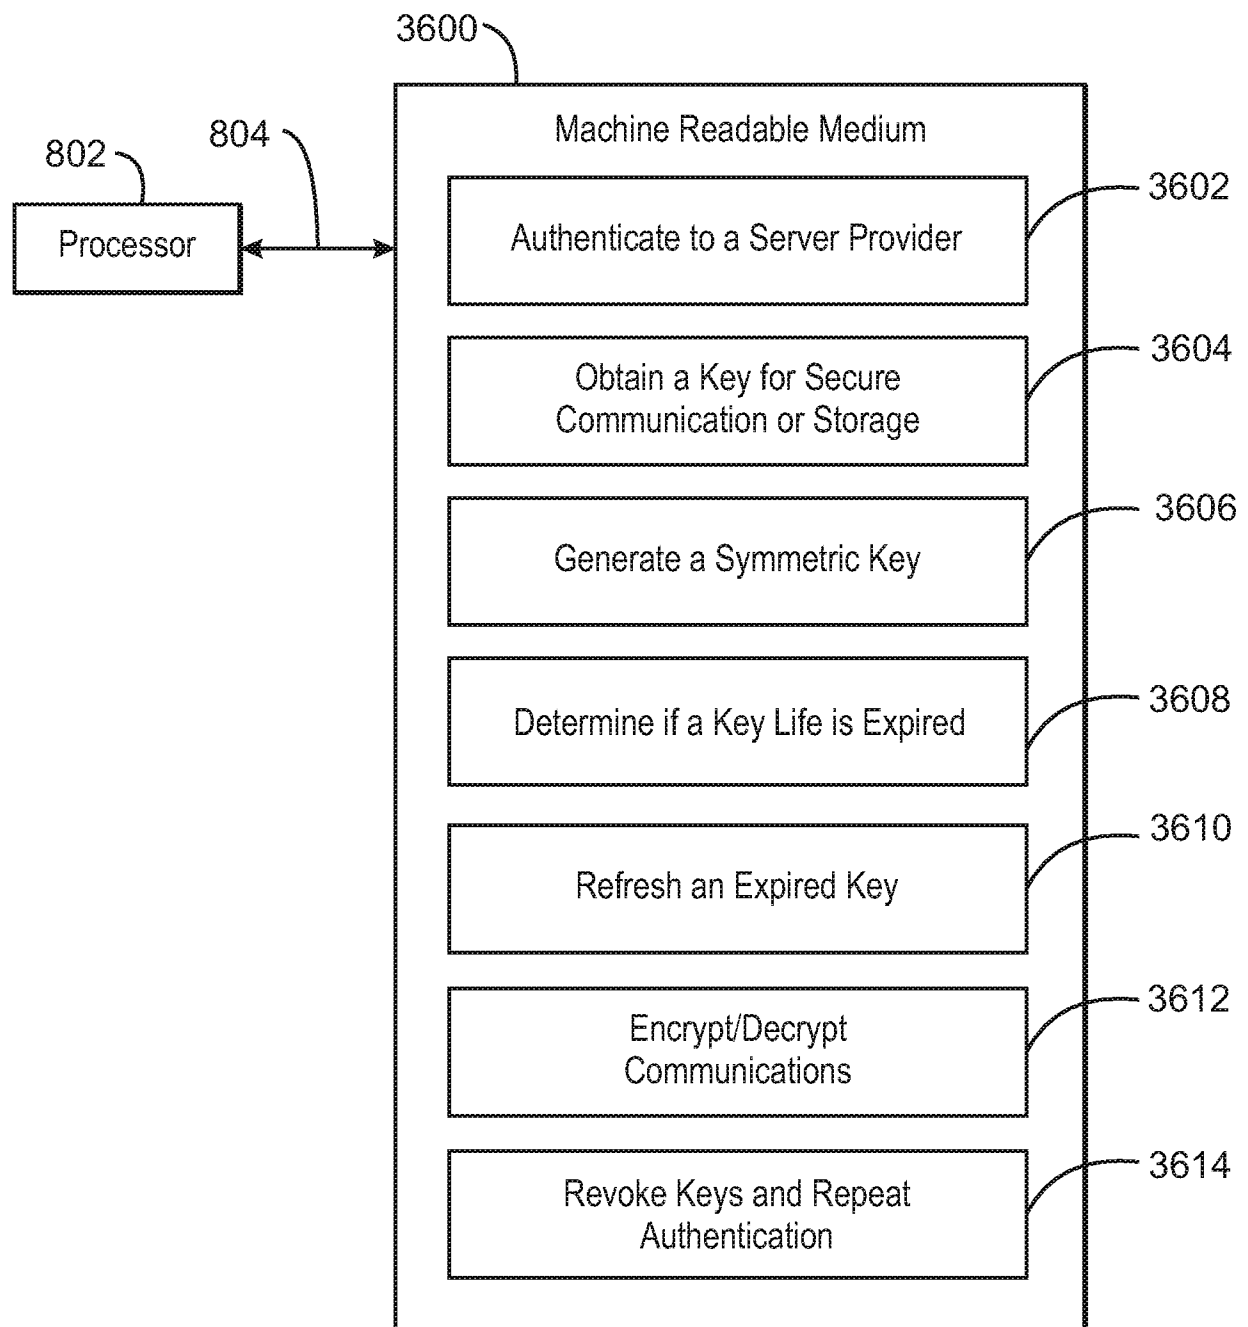 3600
Machine Readable Medium
804
802
Processor
3602
Authenticate to a Server Provider
3604
Obtain a Key for Secure
Communication or Storage
3606
Generate a Symmetric Key
3608
Determine if a Key Life is Expired
3610
Refresh an Expired Key
3612
Encrypt/Decrypt
Communications
3614
Revoke Keys and Repeat
Authentication